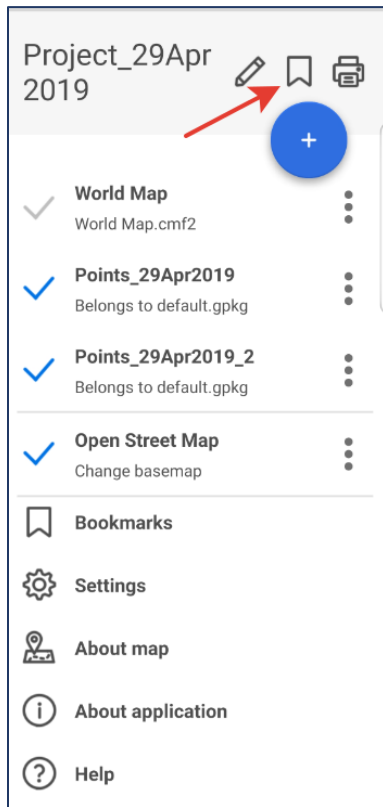 Project_29Apr
2019
World Map
World Map.cmf2
Points_29Apr2019
Belongs to default.gpkg
Points_29Apr2019_2
Belongs to default.gpkg
Open Street Map
Change basemap
Bookmarks
Settings
About map
About application
Help